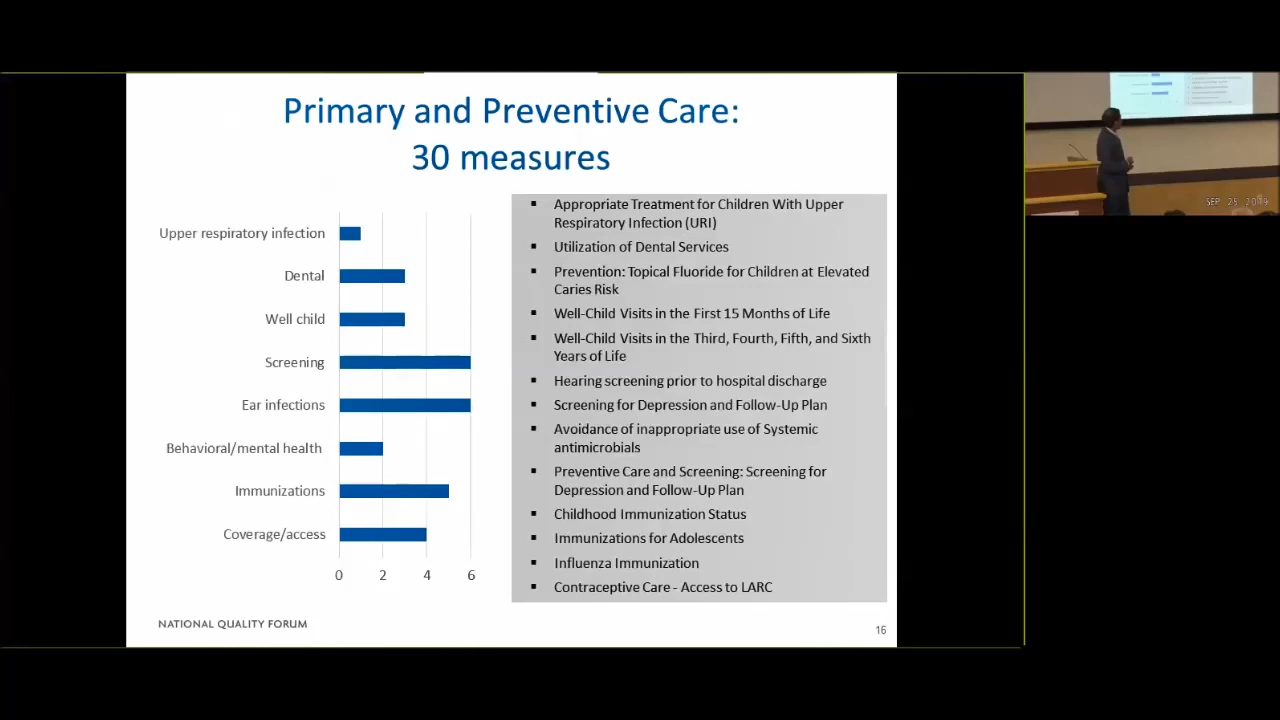 Primary and Preventive Care:
30 measures
Upper respiratory infection
Dental
Well child
Screening
Ear infections
Behavioral/mental health
Immunizations
Coverage/access
0 2 4 6
▪ Appropriate Treatment for Children With Upper
Respiratory Infection (URI)
▪ Utilization of Dental Services
▪ Prevention: Topical Fluoride for Children at Elevated
Caries Risk
▪ Well-Child Visits in the First 15 Months of Life
▪ Well-Child Visits in the Third, Fourth, Fifth, and Sixth
Years of Life
▪ Hearing screening prior to hospital discharge
▪ Screening for Depression and Follow-Up Plan
▪ Avoidance of inappropriate use of Systemic
antimicrobials
▪ Preventive Care and Screening: Screening for
Depression and Follow-Up Plan
▪ Childhood Immunization Status
▪ Immunizations for Adolescents
▪ Influenza Immunization
▪ Contraceptive Care - Access to LARC
NATIONAL QUALITY FORUM
16
SEP. 25. 2019